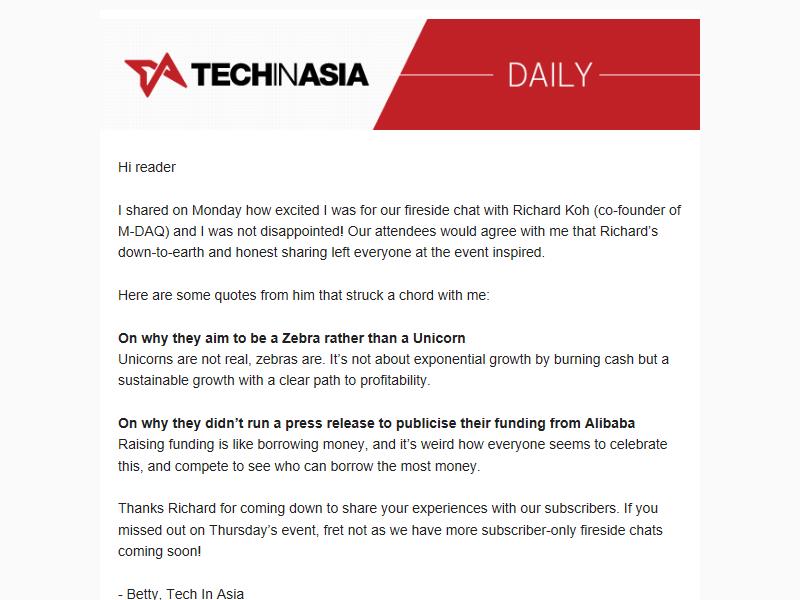 TECHINASIA
DAILY
Hi reader
I shared on Monday how excited I was for our fireside chat with Richard Koh (co-founder of
M-DAQ) and I was not disappointed! Our attendees would agree with me that Richard’s
down-to-earth and honest sharing left everyone at the event inspired.
Here are some quotes from him that struck a chord with me:
On why they aim to be a Zebra rather than a Unicorn
Unicorns are not real, zebras are. It’s not about exponential growth by burning cash but a
sustainable growth with a clear path to profitability.
On why they didn’t run a press release to publicise their funding from Alibaba
Raising funding is like borrowing money, and it’s weird how everyone seems to celebrate
this, and compete to see who can borrow the most money.
Thanks Richard for coming down to share your experiences with our subscribers. If you
missed out on Thursday’s event, fret not as we have more subscriber-only fireside chats
coming soon!
- Betty, Tech In Asia